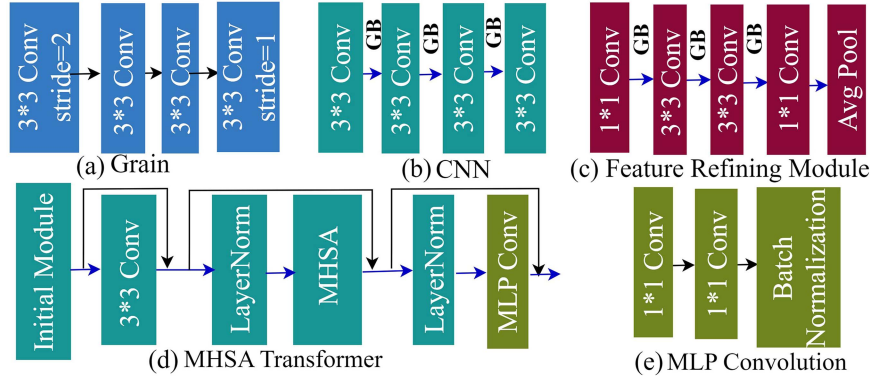 3*3 Conv
stride=2
3*3 Conv
3*3 Conv
3*3 Conv
stride=1
(a) Grain
3*3 Conv
GB
3*3 Conv
GB
3*3 Conv
GB
3*3 Conv
(b) CNN
1*1 Conv
GB
3*3 Conv
GB
3*3 Conv
GB
1*1 Conv
Avg Pool
(c) Feature Refining Module
Initial Module
3*3 Conv
LayerNorm
MHSA
LayerNorm
MLP Conv
(d) MHSA Transformer
1*1 Conv
1*1 Conv
Batch
Normalization
(e) MLP Convolution